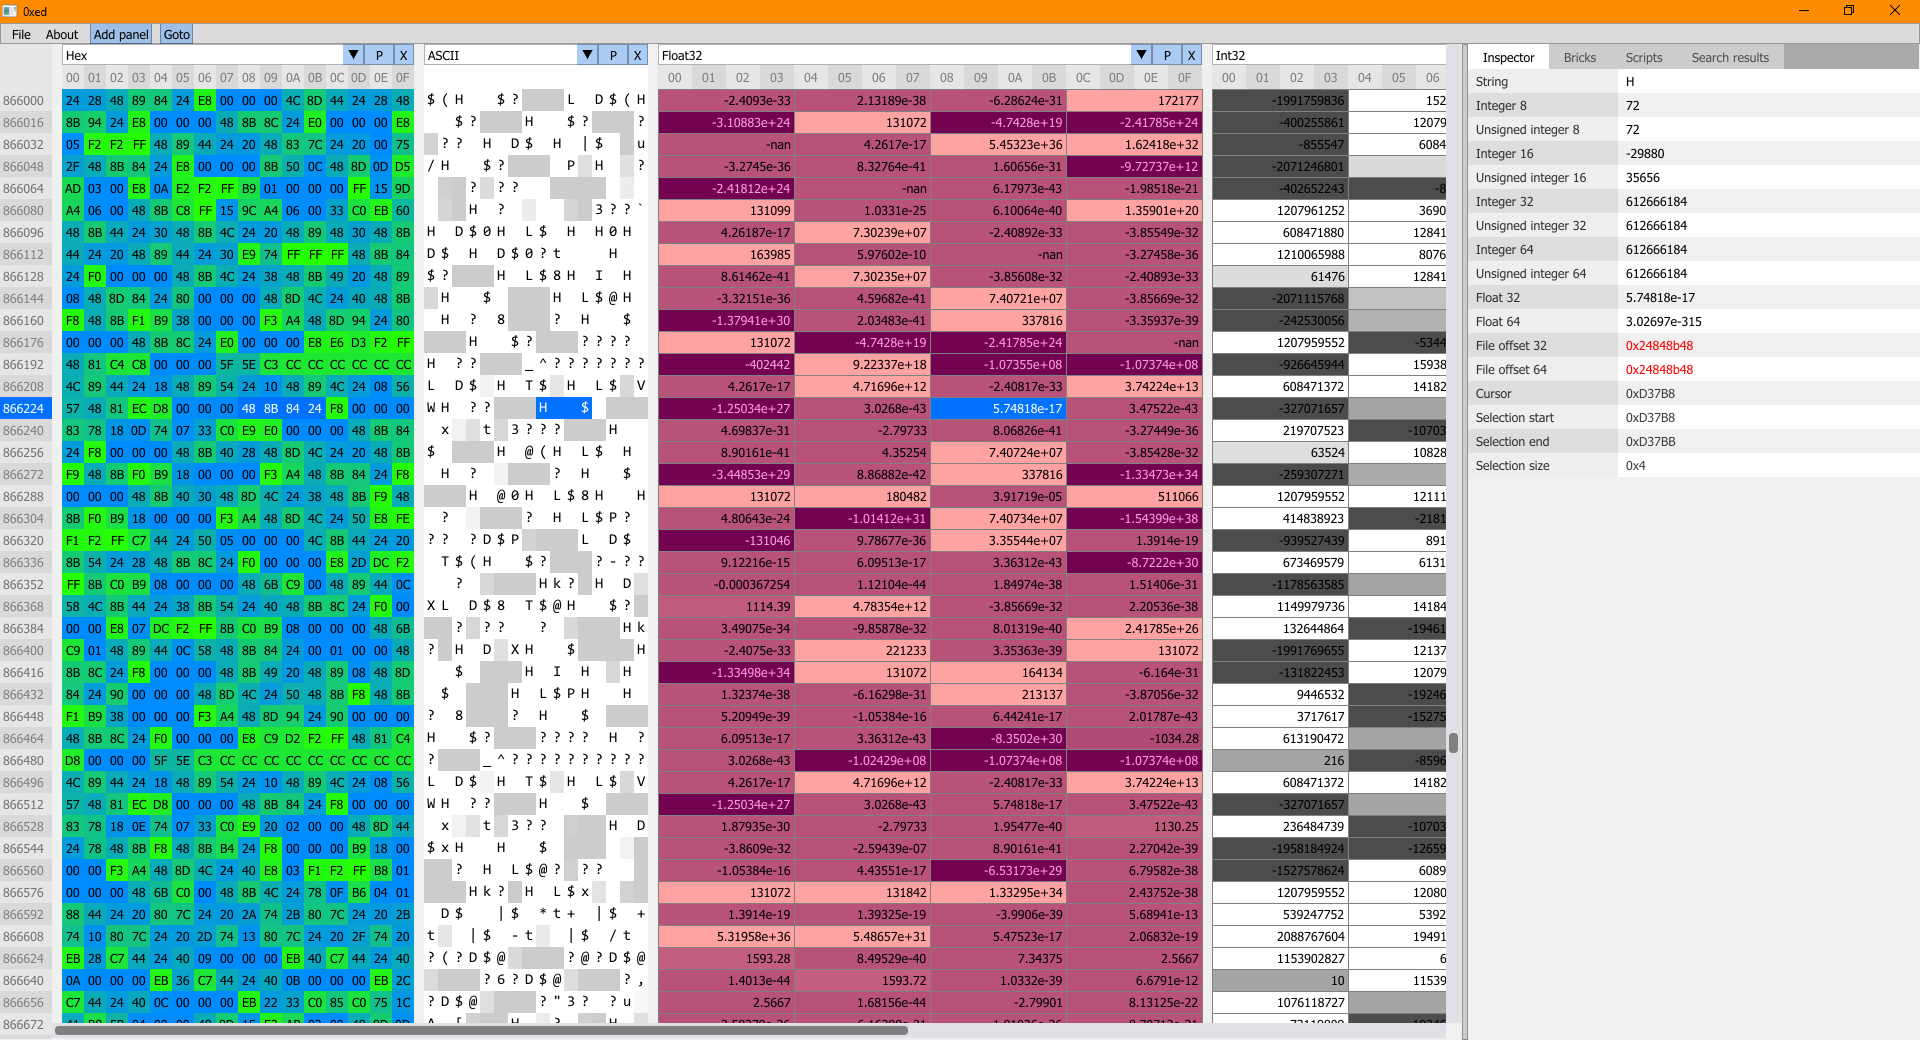 0xed
File About Add panel Goto
Hex ▼ P X ASCII ▼ P X Float32 ▼ P X Int32
Inspector Bricks Scripts Search results
00 01 02 03 04 05 06 07 08 09 0A 0B 0C 0D 0E 0F 00 01 02 03 04 05 06 07 08 09 0A 0B 0C 0D 0E 0F 00 01 02 03 04 05 06
866000 24 28 48 89 84 24 E8 00 00 00 4C 8D 44 24 28 48 $ ( H $ ? L D $ ( H -2.4093e-33 2.13189e-38 -6.28624e-31 172177 -1991759836 152
866016 8B 94 24 E8 00 00 00 48 8B 8C 24 E0 00 00 00 E8 $ ? H $ ? ? -3.10883e+24 131072 -4.7428e+19 -2.41785e+24 -400255861 12079
866032 05 F2 F2 FF 48 89 44 24 20 48 83 7C 24 20 00 75 ? ? H D $ H | $ u -nan 4.2617e-17 5.45323e+36 1.62418e+32 -855547 6084
866048 2F 48 8B 84 24 E8 00 00 00 8B 50 0C 48 8D 0D D5 / H $ ? P H ? -3.2745e-36 8.32764e-41 1.60656e-31 -9.72737e+12 -2071246801
866064 AD 03 00 E8 0A E2 F2 FF B9 01 00 00 00 FF 15 9D ? ? ? -2.41812e+24 -nan 6.17973e-43 -1.98518e-21 -402652243 -8
866080 A4 06 00 48 8B C8 FF 15 9C A4 06 00 33 C0 EB 60 H ? 3 ? ? ` 131099 1.0331e-25 6.10064e-40 1.35901e+20 1207961252 3690
866096 48 8B 44 24 30 48 8B 4C 24 20 48 89 48 30 48 8B H D $ 0 H L $ H H 0 H 4.26187e-17 7.30239e+07 -2.40892e-33 -3.85549e-32 608471880 12841
866112 44 24 20 48 89 44 24 30 E9 74 FF FF FF 48 8B 84 D $ H D $ 0 ? t H 163985 5.97602e-10 -nan -3.27458e-36 1210065988 8076
866128 24 F0 00 00 00 48 8B 4C 24 38 48 8B 49 20 48 89 $ ? H L $ 8 H I H 8.61462e-41 7.30235e+07 -3.85608e-32 -2.40893e-33 61476 12841
866144 08 48 8D 84 24 80 00 00 00 48 8D 4C 24 40 48 8B H $ H L $ @ H -3.32151e-36 4.59682e-41 7.40721e+07 -3.85669e-32 -2071115768
866160 F8 48 8B F1 B9 38 00 00 00 F3 A4 48 8D 94 24 80 H ? 8 ? H $ -1.37941e+30 2.03483e-41 337816 -3.35937e-39 -242530056
866176 00 00 00 48 8B 8C 24 E0 00 00 00 E8 E6 D3 F2 FF H $ ? ? ? ? ? 131072 -4.7428e+19 -2.41785e+24 -nan 1207959552 -5344
866192 48 81 C4 C8 00 00 00 5F 5E C3 CC CC CC CC CC CC H ? ? _ ^ ? ? ? ? ? ? ? -402442 9.22337e+18 -1.07355e+08 -1.07374e+08 -926645944 15938
866208 4C 89 44 24 18 48 89 54 24 10 48 89 4C 24 08 56 L D $ H T $ H L $ V 4.2617e-17 4.71696e+12 -2.40817e-33 3.74224e+13 608471372 14182
866224 57 48 81 EC D8 00 00 00 48 8B 84 24 F8 00 00 00 W H ? ? H $ -1.25034e+27 3.0268e-43 5.74818e-17 3.47522e-43 -327071657
866240 83 78 18 0D 74 07 33 C0 E9 E0 00 00 00 48 8B 84 x t 3 ? ? ? H 4.69837e-31 -2.79733 8.06826e-41 -3.27449e-36 219707523 -10703
866256 24 F8 00 00 00 48 8B 40 28 48 8D 4C 24 20 48 8B $ H @ ( H L $ H 8.90161e-41 4.35254 7.40724e+07 -3.85428e-32 63524 10828
866272 F9 48 8B F0 B9 18 00 00 00 F3 A4 48 8B 84 24 F8 H ? ? H $ -3.44853e+29 8.86882e-42 337816 -1.33473e+34 -259307271
866288 00 00 00 48 8B 40 30 48 8D 4C 24 38 48 8B F9 48 H @ 0 H L $ 8 H H 131072 180482 3.91719e-05 511066 1207959552 12111
866304 8B F0 B9 18 00 00 00 F3 A4 48 8D 4C 24 50 E8 FE ? ? H L $ P ? 4.80643e-24 -1.01412e+31 7.40734e+07 -1.54399e+38 414838923 -2181
866320 F1 F2 FF C7 44 24 50 05 00 00 00 4C 8B 44 24 20 ? ? ? D $ P L D $ -131046 9.78677e-36 3.35544e+07 1.3914e-19 -939527439 891
866336 8B 54 24 28 48 8B 8C 24 F0 00 00 00 E8 2D DC F2 T $ ( H $ ? ? - ? ? 9.12216e-15 6.09513e-17 3.36312e-43 -8.7222e+30 673469579 6131
866352 FF 8B C0 B9 08 00 00 00 48 6B C9 00 48 89 44 0C ? H k ? H D -0.000367254 1.12104e-44 1.84974e-38 1.51406e-31 -1178563585
866368 58 4C 8B 44 24 38 8B 54 24 40 48 8B 8C 24 F0 00 X L D $ 8 T $ @ H $ ? 1114.39 4.78354e+12 -3.85669e-32 2.20536e-38 1149979736 14184
866384 00 00 E8 07 DC F2 FF 8B C0 B9 08 00 00 00 48 6B ? ? ? ? H k 3.49075e-34 -9.85878e-32 8.01319e-40 2.41785e+26 132644864 -19461
866400 C9 01 48 89 44 0C 58 48 8B 84 24 00 01 00 00 48 ? H D X H $ H -2.4075e-33 221233 3.35363e-39 131072 -1991769655 12137
866416 8B 8C 24 F8 00 00 00 48 8B 49 20 48 89 08 48 8D $ H I H H -1.33498e+34 131072 164134 -6.164e-31 -131822453 12079
866432 84 24 90 00 00 00 48 8D 4C 24 50 48 8B F8 48 8B $ H L $ P H H 1.32374e-38 -6.16298e-31 213137 -3.87056e-32 9446532 -19246
866448 F1 B9 38 00 00 00 F3 A4 48 8D 94 24 90 00 00 00 ? 8 ? H $ 5.20949e-39 -1.05384e-16 6.44241e-17 2.01787e-43 3717617 -15275
866464 48 8B 8C 24 F0 00 00 00 E8 C9 D2 F2 FF 48 81 C4 H $ ? ? ? ? ? H ? 6.09513e-17 3.36312e-43 -8.3502e+30 -1034.28 613190472
866480 D8 00 00 00 5F 5E C3 CC CC CC CC CC CC CC CC CC ? _ ^ ? ? ? ? ? ? ? ? ? ? 3.0268e-43 -1.02429e+08 -1.07374e+08 -1.07374e+08 216 -8596
866496 4C 89 44 24 18 48 89 54 24 10 48 89 4C 24 08 56 L D $ H T $ H L $ V 4.2617e-17 4.71696e+12 -2.40817e-33 3.74224e+13 608471372 14182
866512 57 48 81 EC D8 00 00 00 48 8B 84 24 F8 00 00 00 W H ? ? H $ -1.25034e+27 3.0268e-43 5.74818e-17 3.47522e-43 -327071657
866528 83 78 18 0E 74 07 33 C0 E9 20 02 00 00 48 8D 44 x t 3 ? ? H D 1.87935e-30 -2.79733 1.95477e-40 1130.25 236484739 -10703
866544 24 78 48 8B F8 48 8B B4 24 F8 00 00 00 B9 18 00 $ x H H $ -3.8609e-32 -2.59439e-07 8.90161e-41 2.27042e-39 -1958184924 -12659
866560 00 00 F3 A4 48 8D 4C 24 40 E8 03 F1 F2 FF B8 01 ? H L $ @ ? ? ? -1.05384e-16 4.43551e-17 -6.53173e+29 6.79582e-38 -1527578624 6089
866576 00 00 00 48 6B C0 00 48 8B 4C 24 78 0F B6 04 01 H k ? H L $ x 131072 131842 1.33295e+34 2.43752e-38 1207959552 12080
866592 88 44 24 20 80 7C 24 20 2A 74 2B 80 7C 24 20 2B D $ | $ * t + | $ + 1.3914e-19 1.39325e-19 -3.9906e-39 5.68941e-13 539247752 5392
866608 74 10 80 7C 24 20 2D 74 13 80 7C 24 20 2F 74 20 t | $ - t | $ / t 5.31958e+36 5.48657e+31 5.47523e-17 2.06832e-19 2088767604 19491
866624 EB 28 C7 44 24 40 09 00 00 00 EB 40 C7 44 24 40 ? ( ? D $ @ ? @ ? D $ @ 1593.28 8.49529e-40 7.34375 2.5667 1153902827 6
866640 0A 00 00 00 EB 36 C7 44 24 40 0B 00 00 00 EB 2C ? 6 ? D $ @ ? , 1.4013e-44 1593.72 1.0332e-39 6.6791e-12 10 11539
866656 C7 44 24 40 0C 00 00 00 EB 22 33 C0 85 C0 75 1C ? D $ @ ? " 3 ? ? u 2.5667 1.68156e-44 -2.79901 8.13125e-22 1076118727
866672
String H
Integer 8 72
Unsigned integer 8 72
Integer 16 -29880
Unsigned integer 16 35656
Integer 32 612666184
Unsigned integer 32 612666184
Integer 64 612666184
Unsigned integer 64 612666184
Float 32 5.74818e-17
Float 64 3.02697e-315
File offset 32 0x24848b48
File offset 64 0x24848b48
Cursor 0xD37B8
Selection start 0xD37B8
Selection end 0xD37BB
Selection size 0x4